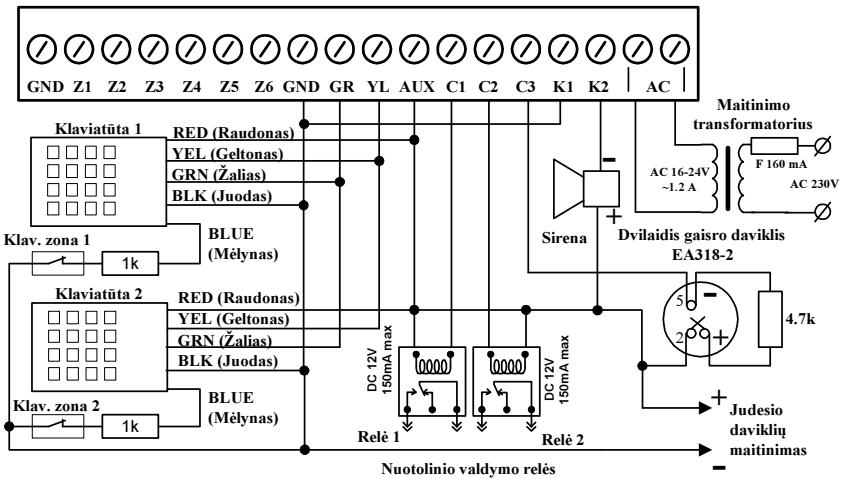 GND Z1 Z2 Z3 Z4 Z5 Z6 GND GR YL AUX C1 C2 C3 K1 K2 AC
Maitinimo
transformatorius
F 160 mA
AC 16-24V
~1.2 A
AC 230V
Klaviatūta 1
RED (Raudonas)
YEL (Geltonas)
GRN (Žalias)
BLK (Juodas)
BLUE
(Mėlynas)
Klav. zona 1
1k
Sirena
Dvilaidis gaisro daviklis
EA318-2
5
2
4.7k
Klaviatūta 2
RED (Raudonas)
YEL (Geltonas)
GRN (Žalias)
BLK (Juodas)
BLUE
(Mėlynas)
Klav. zona 2
1k
DC 12V
150mA max
DC 12V
150mA max
Relė 1
Relė 2
Judesio
daviklių
maitinimas
Nuotolinio valdymo relės